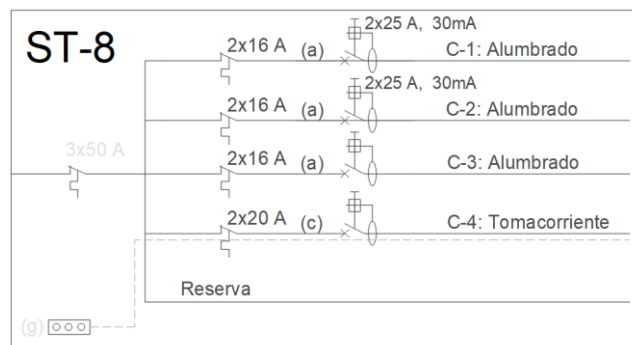 ST-8
2x16 A (a) 2x25 A, 30mA C-1: Alumbrado
2x16 A (a) 2x25 A, 30mA C-2: Alumbrado
3x50 A 2x16 A (a) C-3: Alumbrado
2x20 A (c) C-4: Tomacorriente
Reserva
(g)